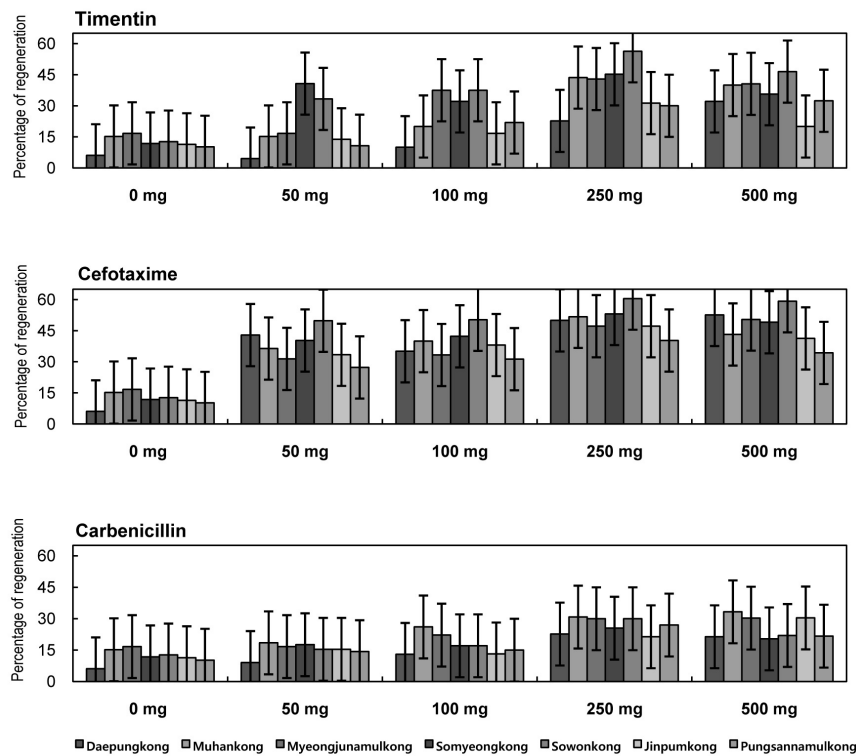 Timentin
Percentage of regeneration
60
45
30
15
0
0 mg 50 mg 100 mg 250 mg 500 mg
Cefotaxime
Percentage of regeneration
60
45
30
15
0
0 mg 50 mg 100 mg 250 mg 500 mg
Carbenicillin
Percentage of regeneration
60
45
30
15
0
0 mg 50 mg 100 mg 250 mg 500 mg
Daepungkong Muhankong Myeongjunamulkong Somyeongkong Sowonkong Jinpunkong Pungsannamulkong